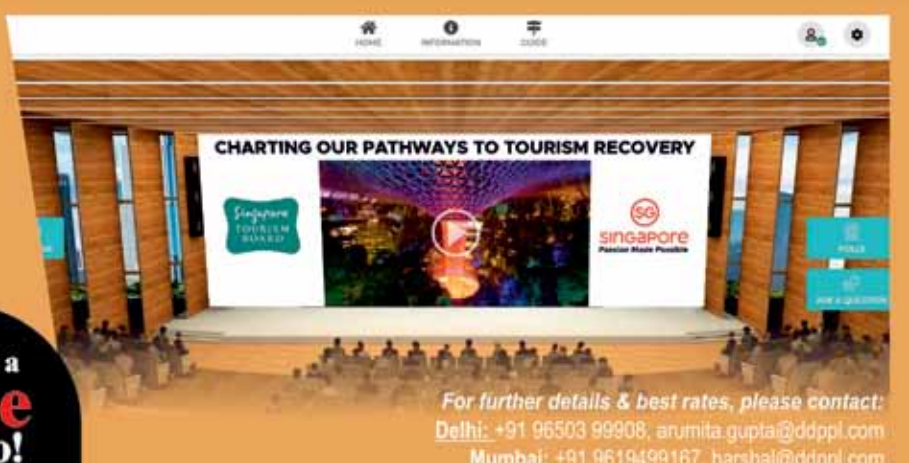 HOME INFORMATION GUIDE
CHARTING OUR PATHWAYS TO TOURISM RECOVERY
Singapore
TOURISM
BOARD
SG
SINGAPORE
Passion Made Possible
POLLS
ASK A QUESTION
a
e
o!
For further details & best rates, please contact:
Delhi: +91 96503 99908, arumita.gupta@ddppl.com
Mumbai: +91 9619499167, harshal@ddppl.com